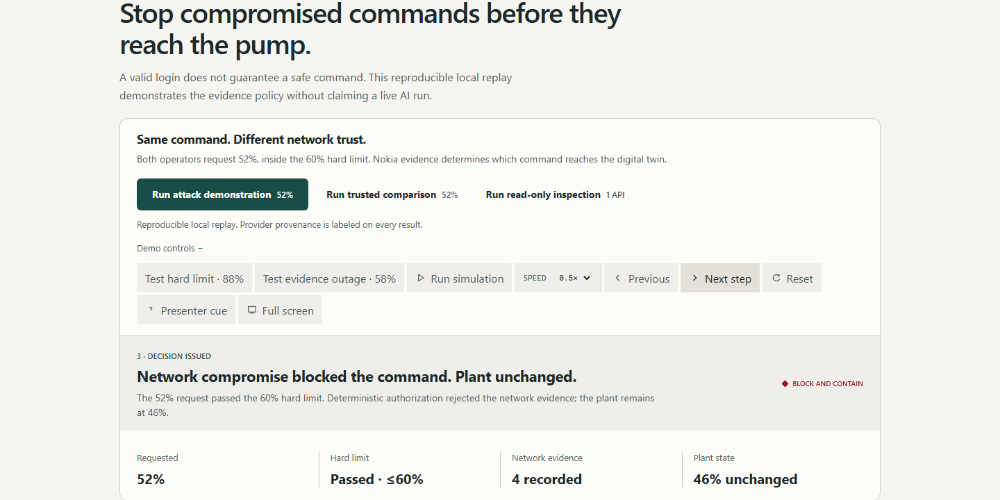 Stop compromised commands before they
reach the pump.
A valid login does not guarantee a safe command. This reproducible local replay
demonstrates the evidence policy without claiming a live AI run.
Same command. Different network trust.
Both operators request 52%, inside the 60% hard limit. Nokia evidence determines which command reaches the digital twin.
Run attack demonstration 52% Run trusted comparison 52% Run read-only inspection 1 API
Reproducible local replay. Provider provenance is labeled on every result.
Demo controls −
Test hard limit · 88% Test evidence outage · 58% Run simulation SPEED 0.5× Previous Next step Reset
? Presenter cue Full screen
3 · DECISION ISSUED
Network compromise blocked the command. Plant unchanged.
BLOCK AND CONTAIN
The 52% request passed the 60% hard limit. Deterministic authorization rejected the network evidence; the plant remains
at 46%.
Requested Hard limit Network evidence Plant state
52% Passed · ≤60% 4 recorded 46% unchanged